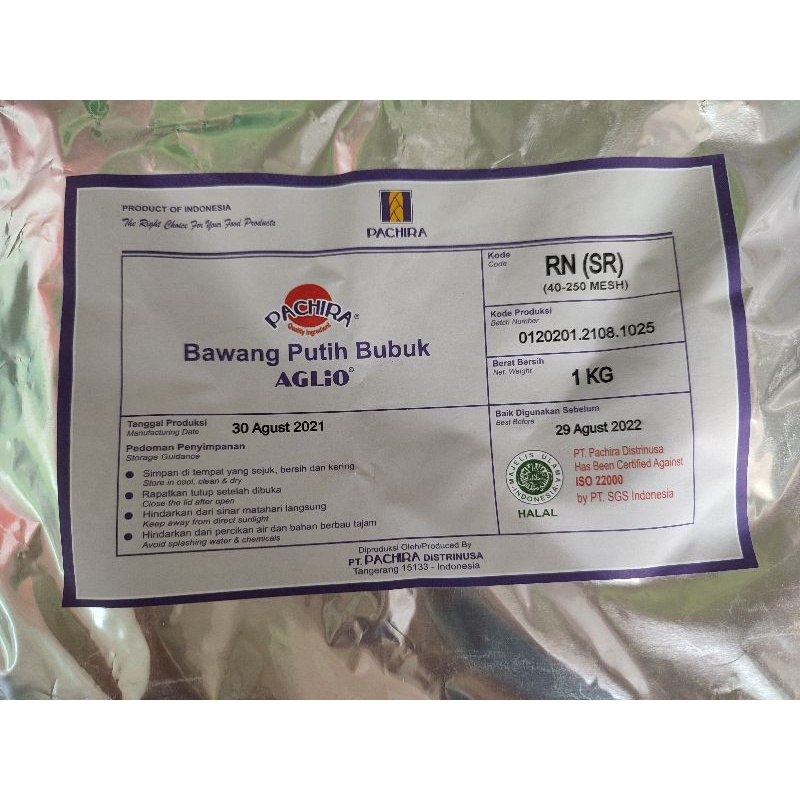 PRODUCT OF INDONESIA
The Right Choice For Your Food Products
PACHIRA
PACHIRA®
Quality Ingredient
Bawang Putih Bubuk
AGLiO®
Kode
Code
RN (SR)
(40-250 MESH)
Kode Produksi
Batch Number
0120201.2108.1025
Berat Bersih
Net. Weight
1 KG
Tanggal Produksi
Manufacturing Date
30 Agust 2021
Baik Digunakan Sebelum
Best Before
29 Agust 2022
Pedoman Penyimpanan
Storage Guidance
● Simpan di tempat yang sejuk, bersih dan kering
Store in cool, clean & dry
● Rapatkan tutup setelah dibuka
Close the lid after open
● Hindarkan dari sinar matahari langsung
Keep away from direct sunlight
● Hindarkan dari percikan air dan bahan berbau tajam
Avoid splashing water & chemicals
MAJELIS ULAMA INDONESIA
HALAL
PT. Pachira Distrinusa
Has Been Certified Against
ISO 22000
by PT. SGS Indonesia
Diproduksi Oleh/Produced By
PT. PACHIRA DISTRINUSA
Tangerang 15133 - Indonesia